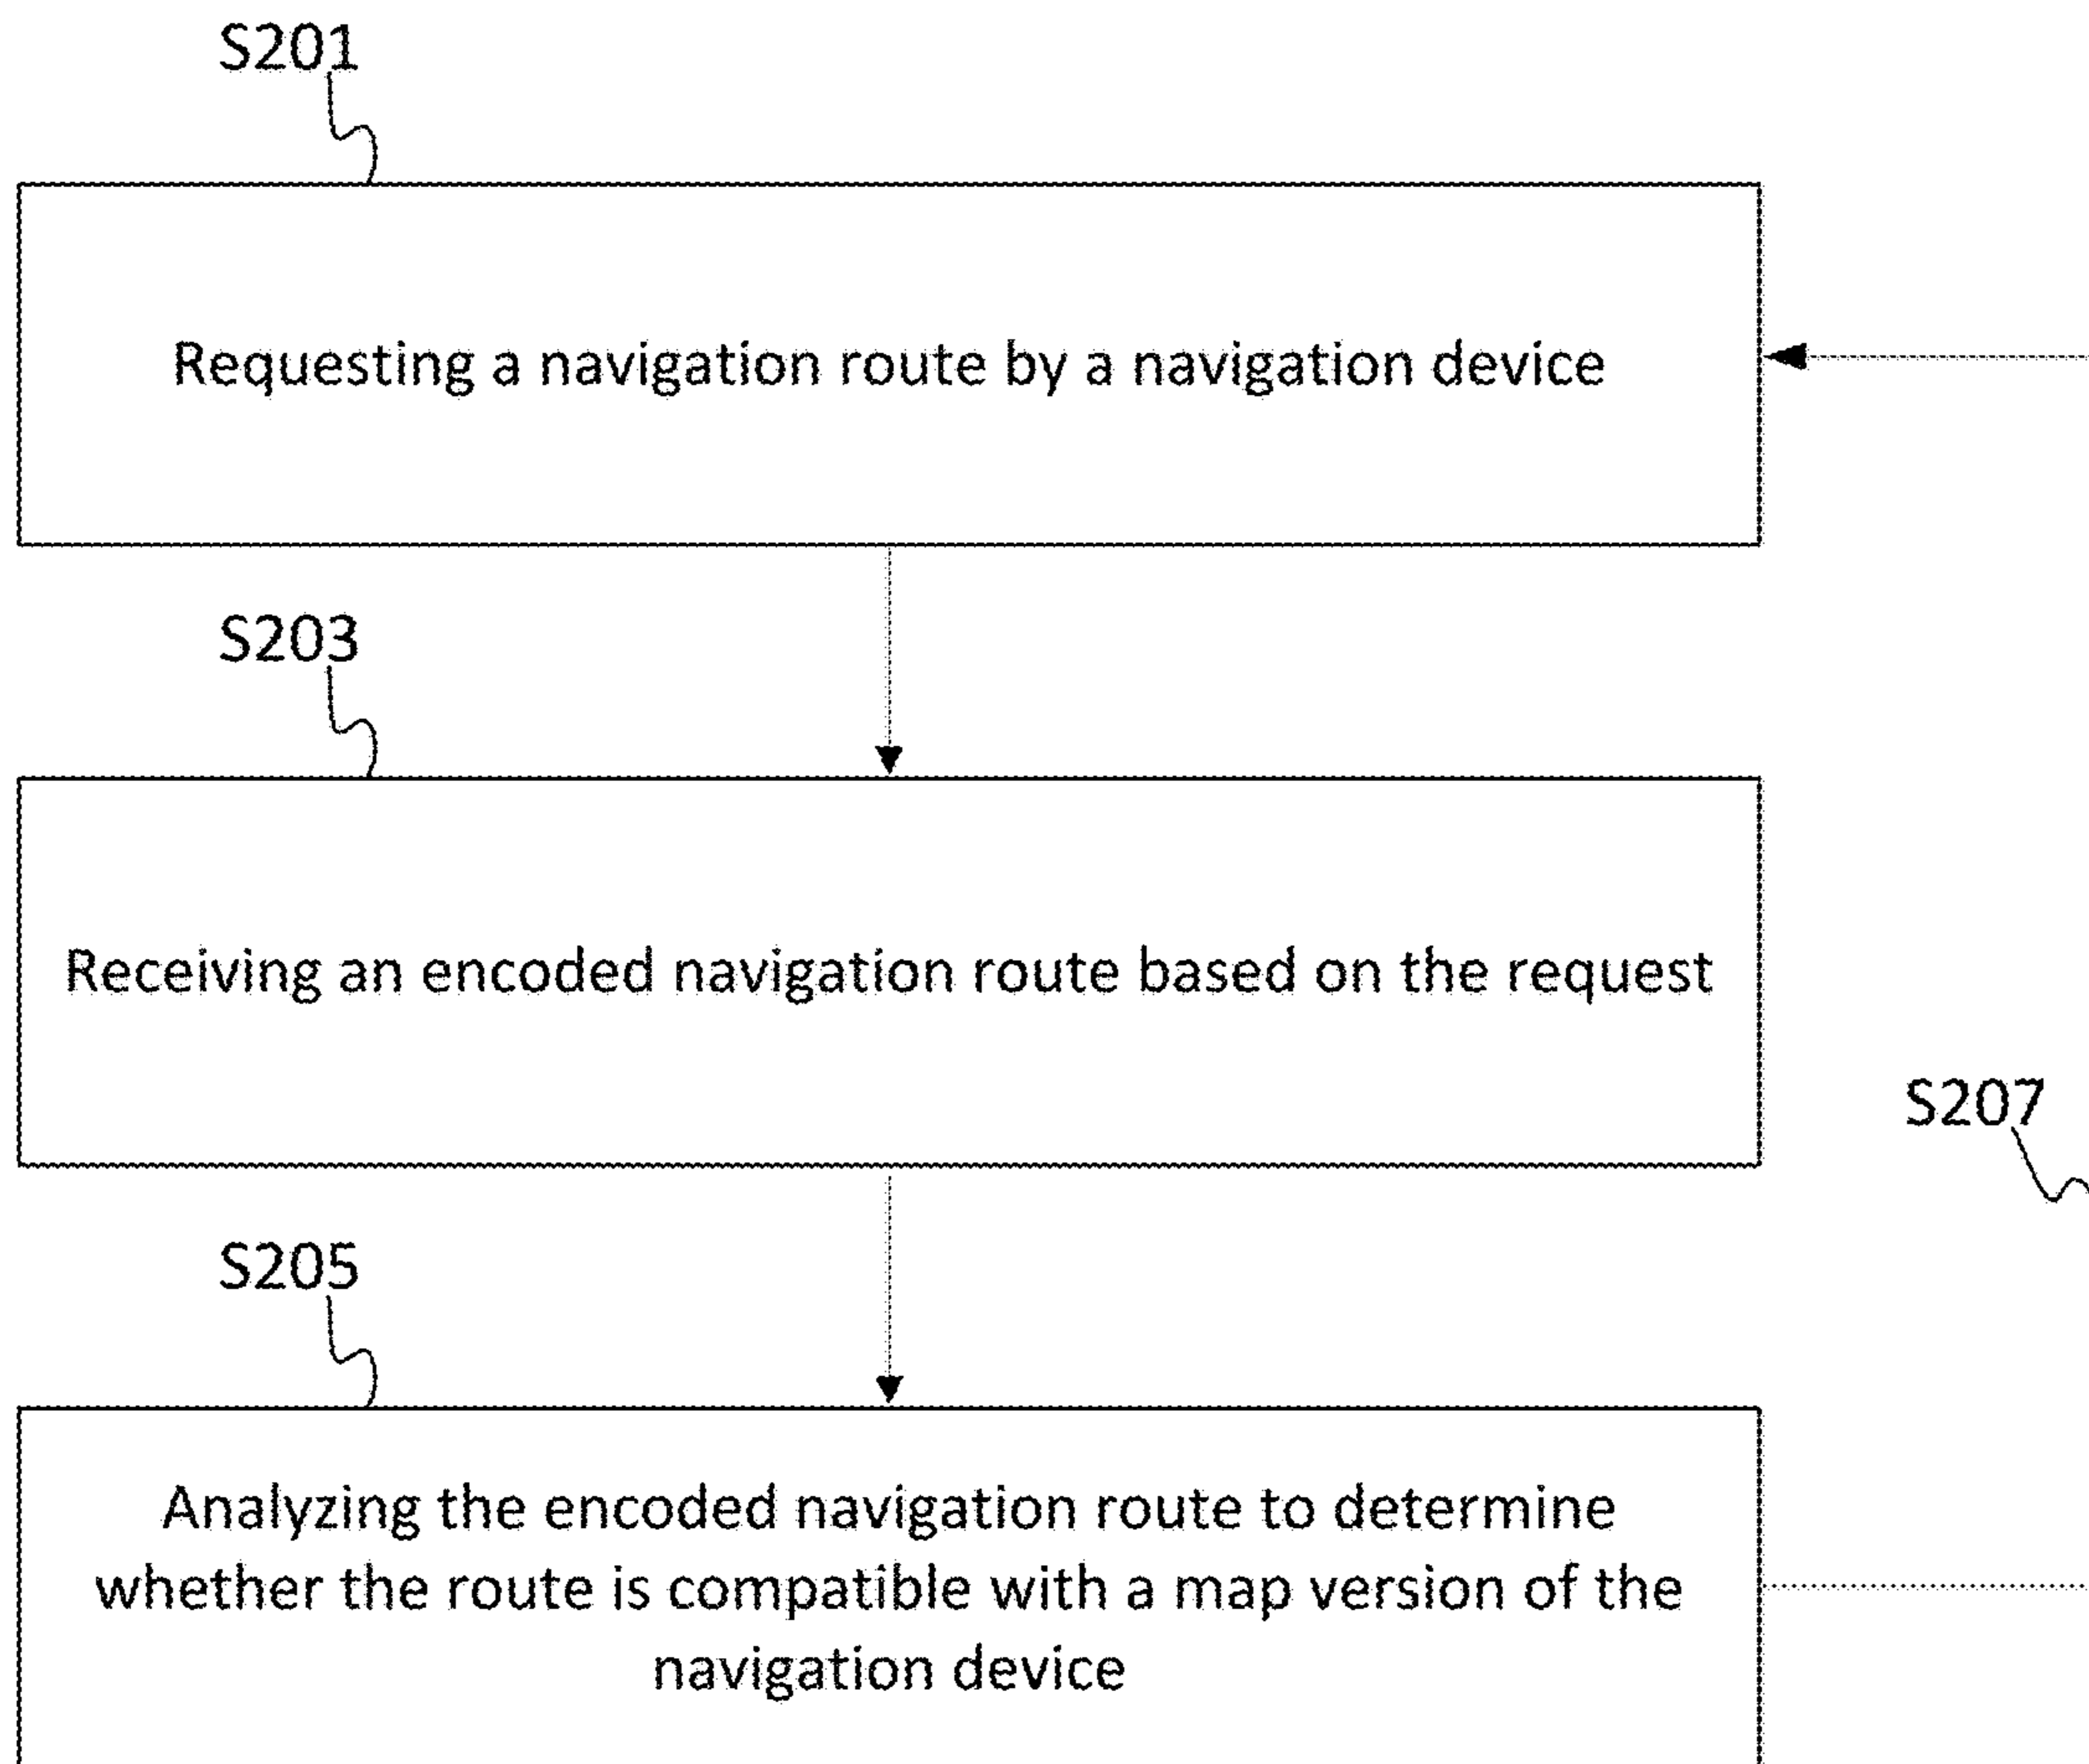 S201
Requesting a navigation route by a navigation device
S203
Receiving an encoded navigation route based on the request
S207
S205
Analyzing the encoded navigation route to determine
whether the route is compatible with a map version of the
navigation device